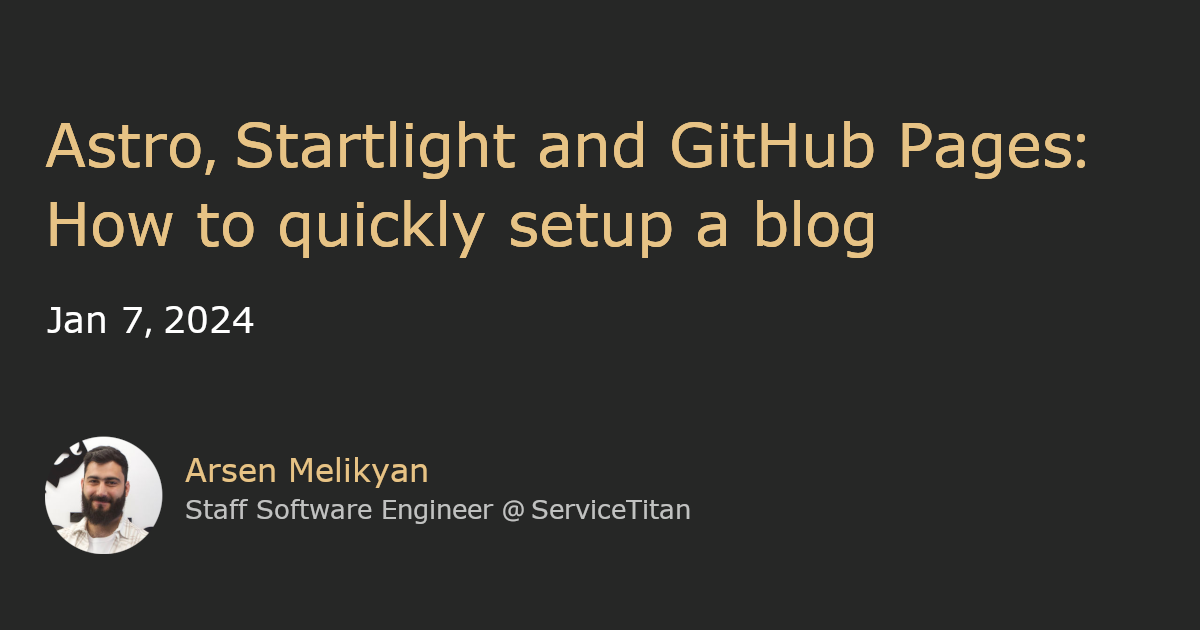 Astro, Startlight and GitHub Pages:
How to quickly setup a blog
Jan 7, 2024
Arsen Melikyan
Staff Software Engineer @ ServiceTitan